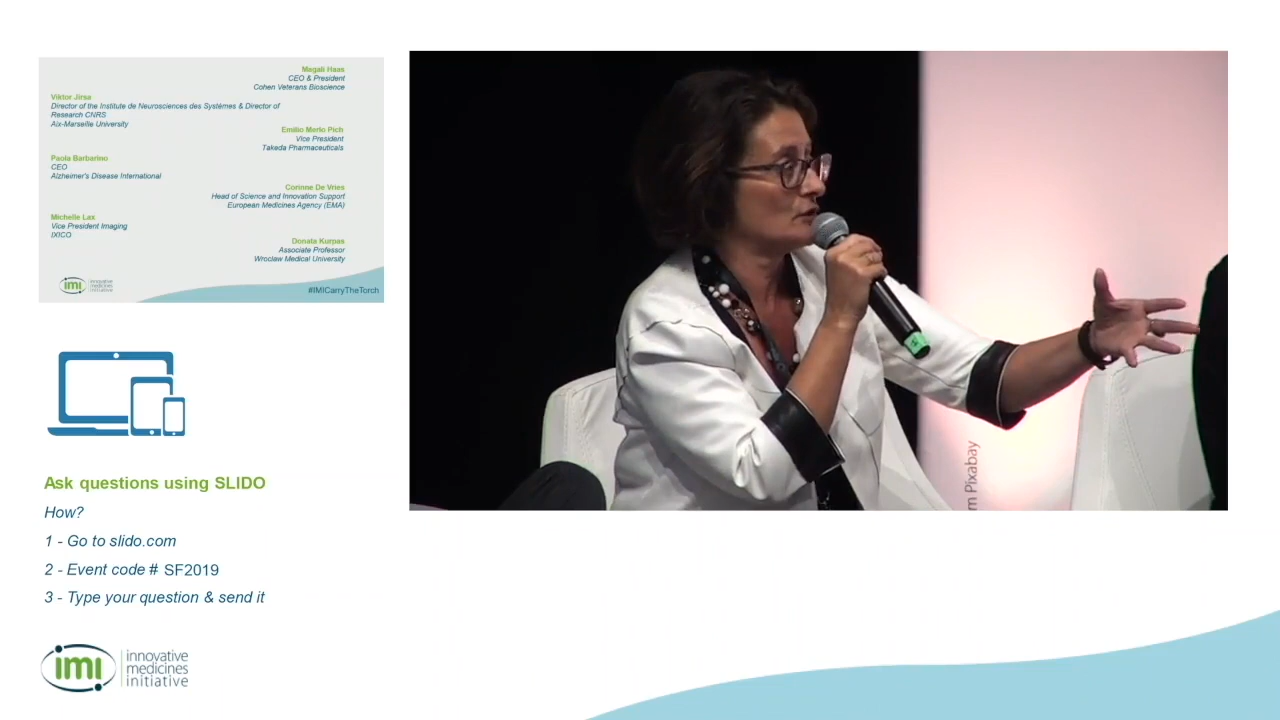 Magali Haas
CEO & President
Cohen Veterans Bioscience
Viktor Jirsa
Director of the Institute de Neurosciences des Systèmes & Director of
Research CNRS
Aix-Marseille University
Emilio Merlo Pich
Vice President
Takeda Pharmaceuticals
Paola Barbarino
CEO
Alzheimer's Disease International
Corinne De Vries
Head of Science and Innovation Support
European Medicines Agency (EMA)
Michelle Lax
Vice President Imaging
IXICO
Donata Kurpas
Associate Professor
Wroclaw Medical University
imi
innovative
medicines
initiative
#IMICarryTheTorch
m Pixabay
Ask questions using SLIDO
How?
1 - Go to slido.com
2 - Event code # SF2019
3 - Type your question & send it
imi
innovative
medicines
initiative